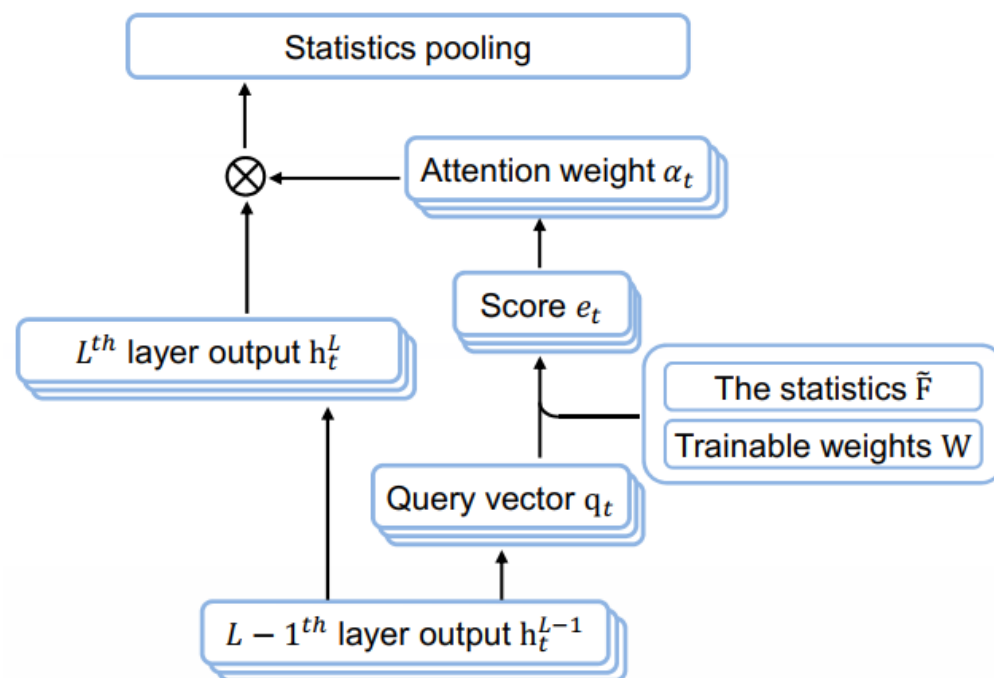 Statistics pooling
Attention weight αₜ
Score eₜ
Lᵗʰ layer output hₜᴸ
The statistics F̃
Trainable weights W
Query vector qₜ
L − 1ᵗʰ layer output hₜᴸ⁻¹